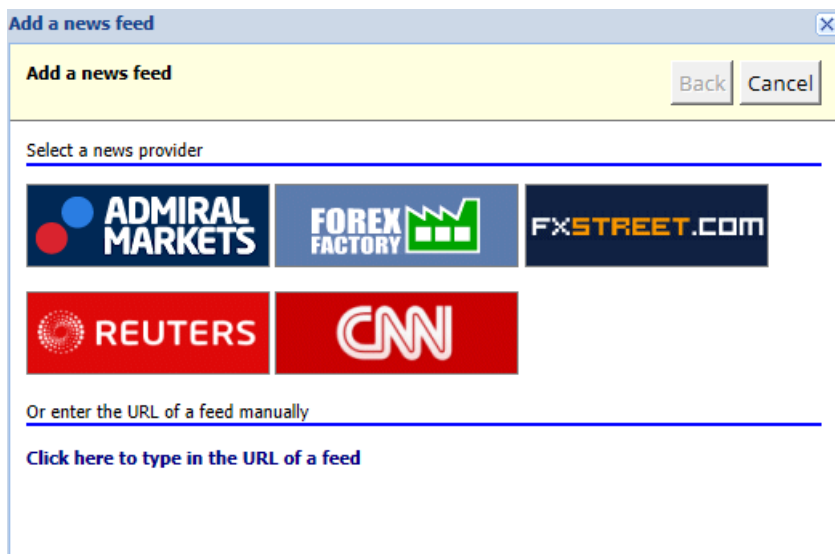 Add a news feed
Add a news feed
Back Cancel
Select a news provider
ADMIRAL
MARKETS
FOREX
FACTORY
FXSTREET.COM
REUTERS
CNN
Or enter the URL of a feed manually
Click here to type in the URL of a feed